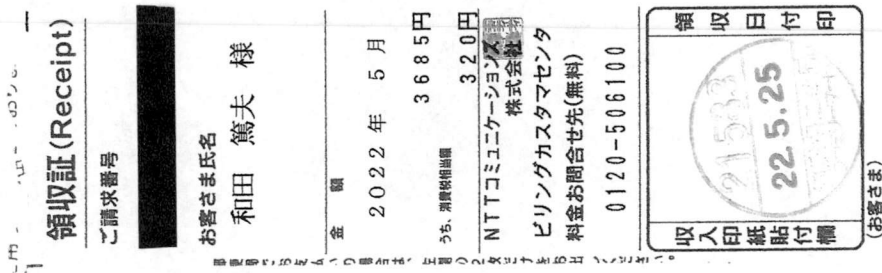 領収証(Receipt)
ご請求番号
お客さま氏名
和田 篤夫 様
金額
2022年 5月
3685円
うち、消費税相当額
320円
NTTコミュニケーションズ
株式会社
ビリングカスタマセンタ
料金お問合せ先(無料)
0120-506100
領収日付印
21583
22.5.25
収入印紙貼付欄
(お客さま)